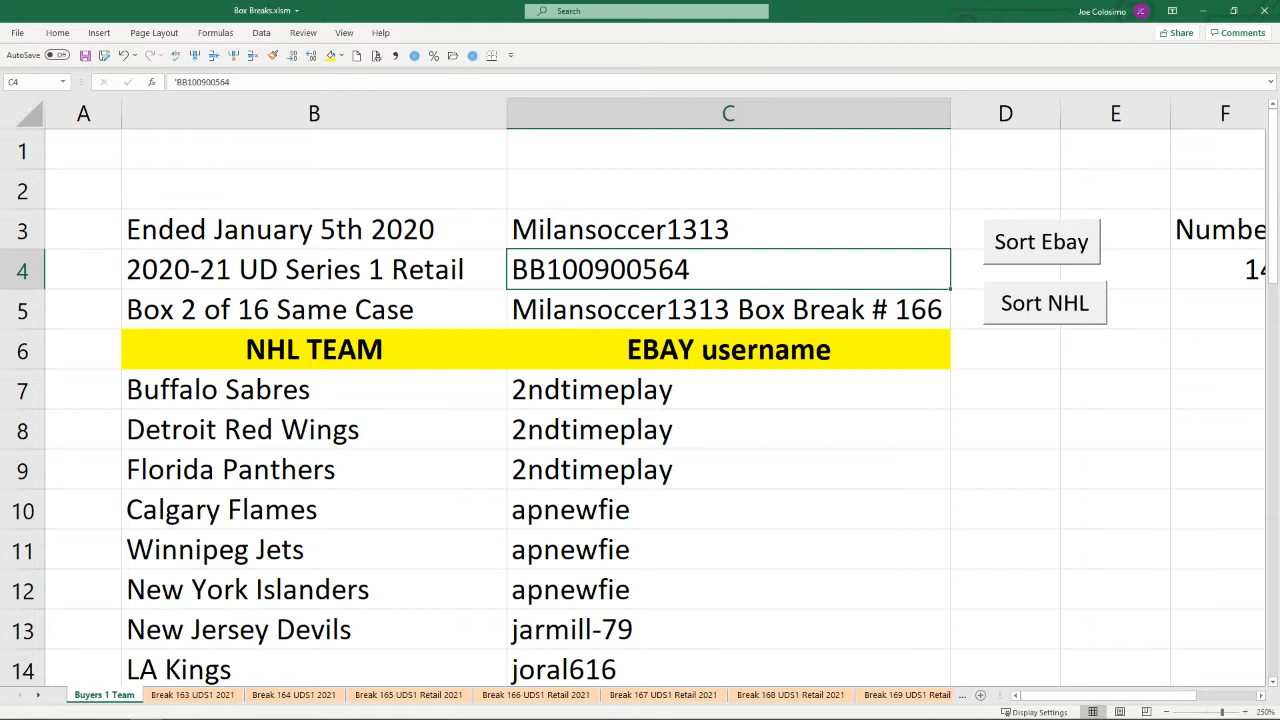 Box Breaks.xlsm
Search
Joe Colosimo
JC
File Home Insert Page Layout Formulas Data Review View Help
Share Comments
AutoSave Off
C4 fx 'BB100900564
A B C D E F
1
2
3 Ended January 5th 2020 Milansoccer1313
4 2020-21 UD Series 1 Retail BB100900564
5 Box 2 of 16 Same Case Milansoccer1313 Box Break # 166
Sort Ebay
Sort NHL
Numbe
14
6 NHL TEAM EBAY username
7 Buffalo Sabres 2ndtimeplay
8 Detroit Red Wings 2ndtimeplay
9 Florida Panthers 2ndtimeplay
10 Calgary Flames apnewfie
11 Winnipeg Jets apnewfie
12 New York Islanders apnewfie
13 New Jersey Devils jarmill-79
14 LA Kings joral616
Buyers 1 Team Break 163 UDS1 2021 Break 164 UDS1 2021 Break 165 UDS1 Retail 2021 Break 166 UDS1 Retail 2021 Break 167 UDS1 Retail 2021 Break 168 UDS1 Retail 2021 Break 169 UDS1 Retail ...
Display Settings 250%